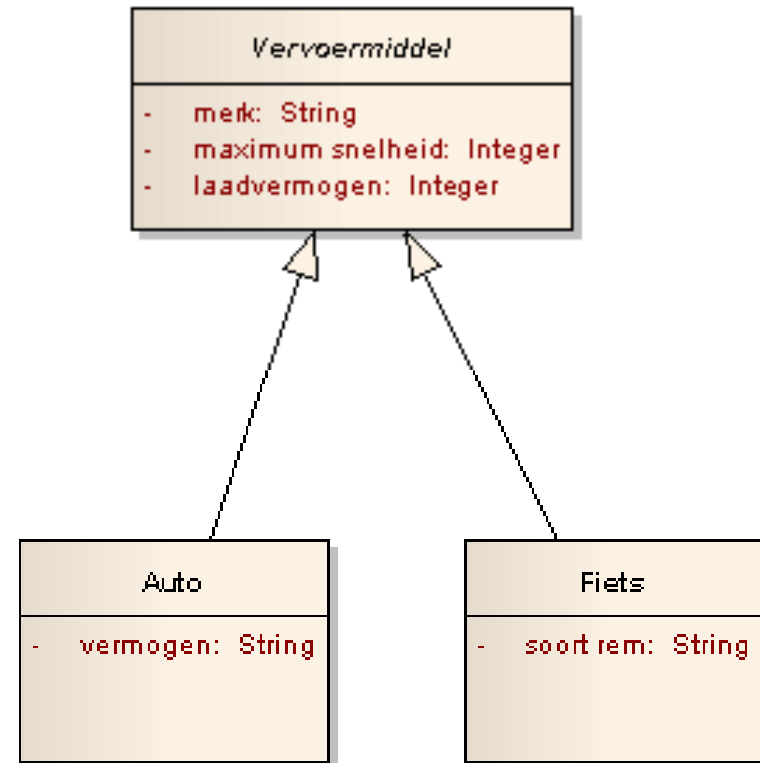 Vervoermiddel
- merk: String
- maximum snelheid: Integer
- laadvermogen: Integer
Auto
- vermogen: String
Fiets
- soort rem: String